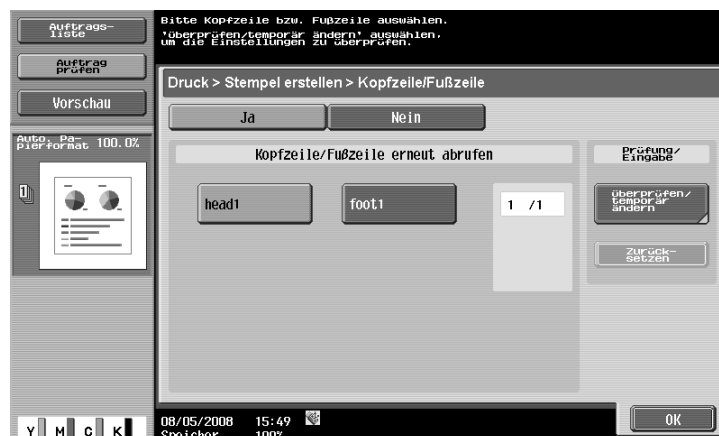 Auftrags-
liste
Auftrag
prüfen
Vorschau
Auto. Pa-
pierformat 100.0%
Bitte Kopfzeile bzw. Fußzeile auswählen.
'überprüfen/temporär ändern' auswählen,
um die Einstellungen zu überprüfen.
Druck > Stempel erstellen > Kopfzeile/Fußzeile
Ja
Nein
Kopfzeile/Fußzeile erneut abrufen
head1
foot1
1 /1
Prüfung/
Eingabe
überprüfen/
temporär
ändern
Zurück-
setzen
Y M C K
08/05/2008 15:49
Speicher 100%
OK